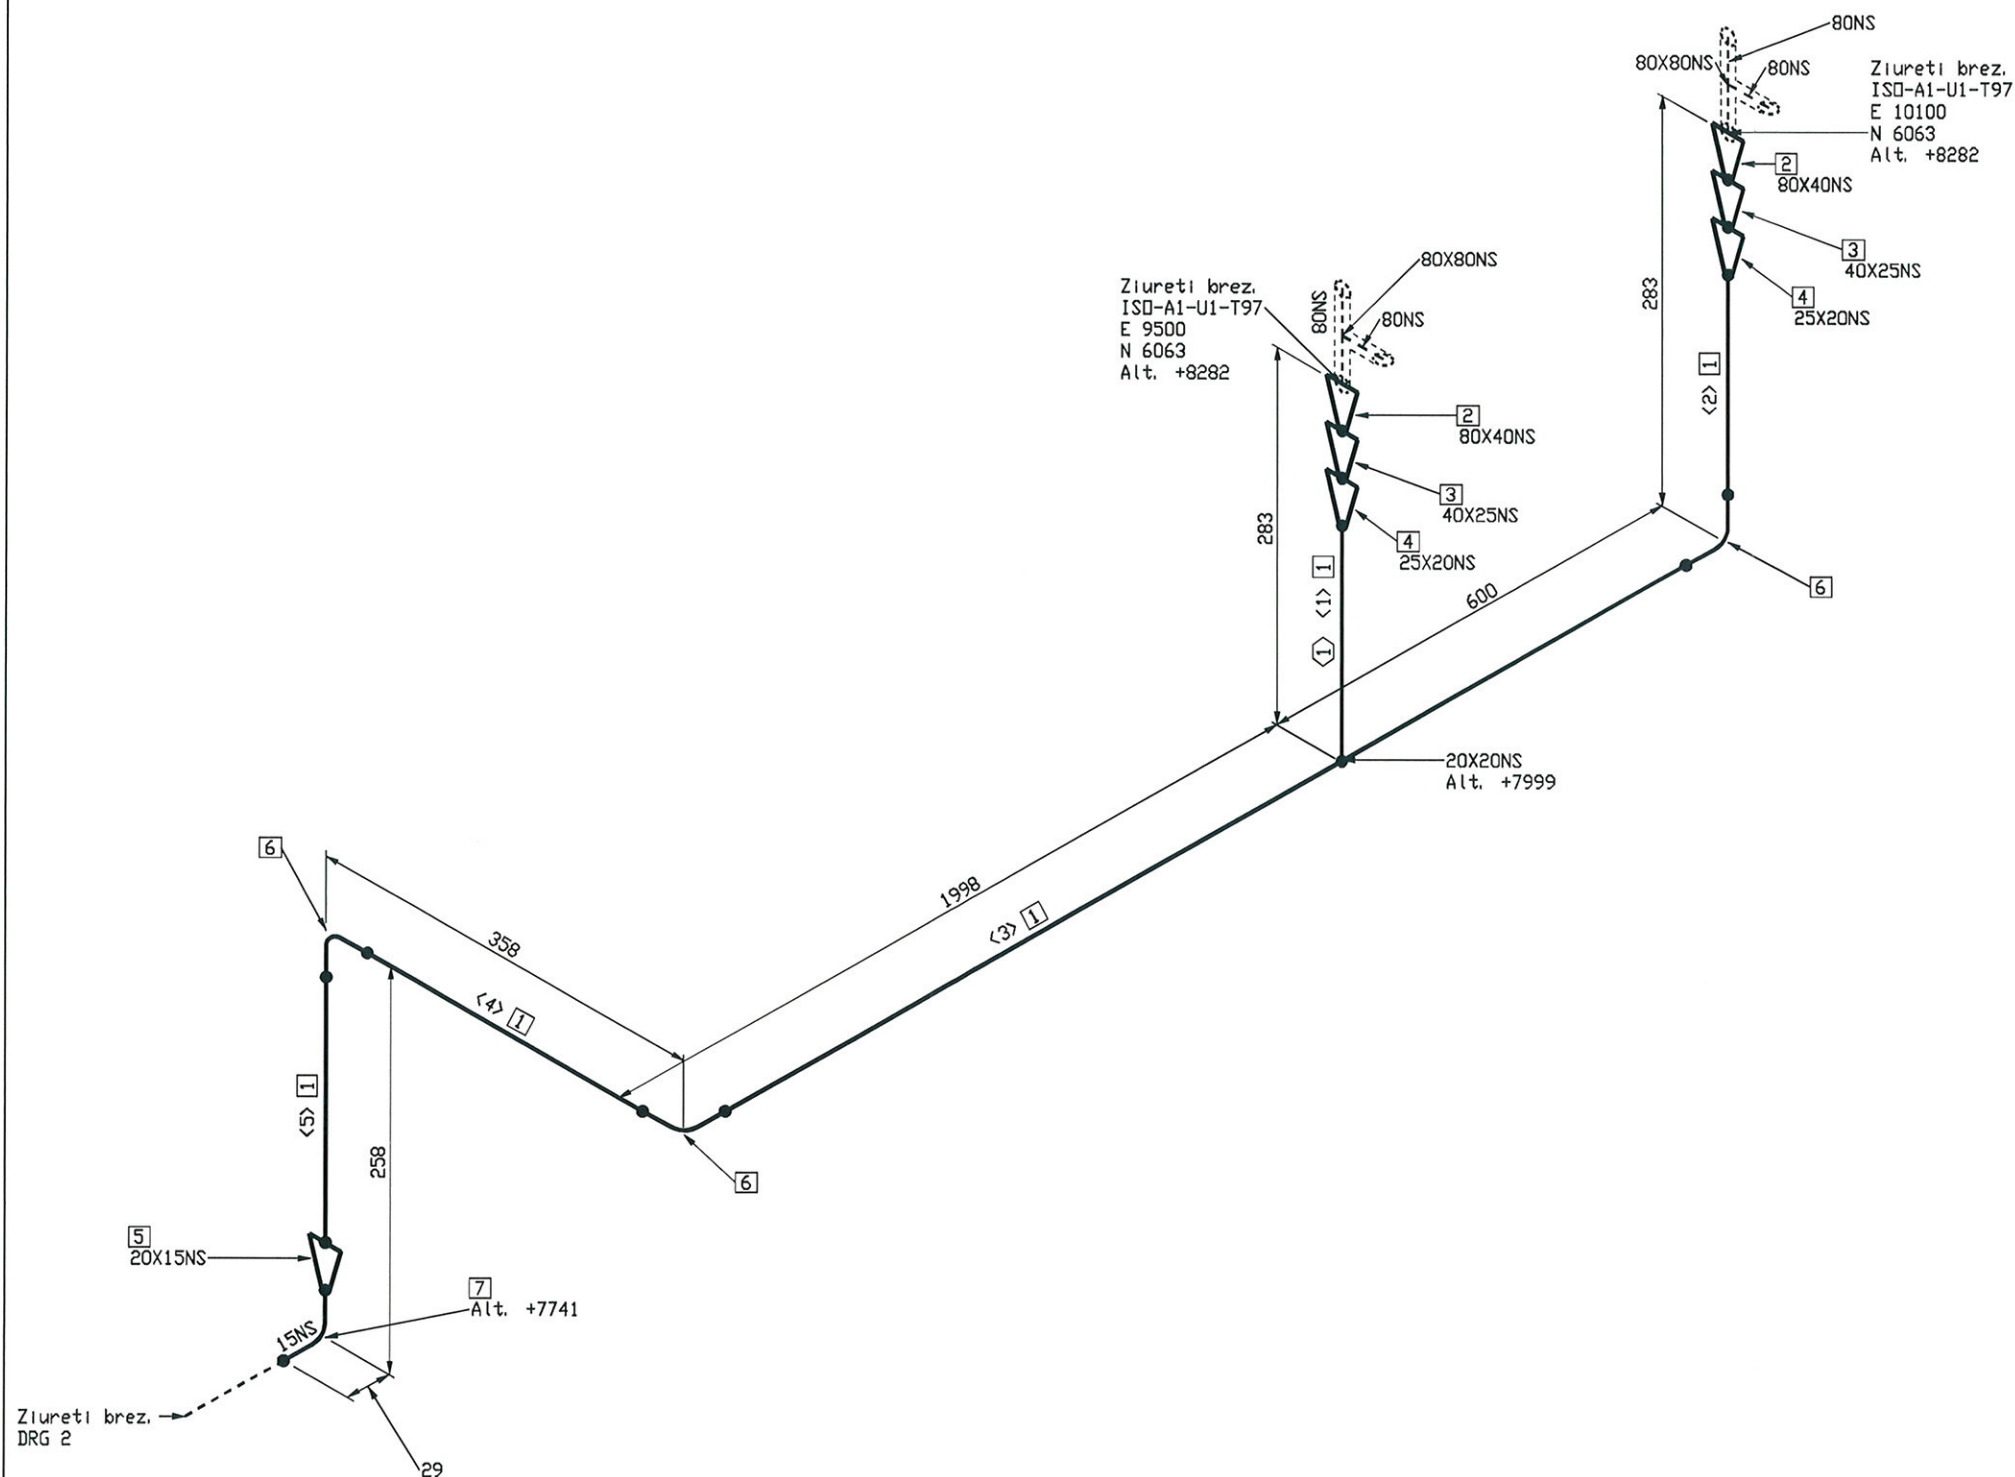 80NS
80X80NS
80NS
Ziureti brez.
ISO-A1-U1-T97
E 10100
N 6063
Alt. +8282
2
80X40NS
3
40X25NS
4
25X20NS
283
<2> 1
6
Ziureti brez.
ISO-A1-U1-T97
E 9500
N 6063
Alt. +8282
80X80NS
80NS
80NS
2
80X40NS
3
40X25NS
4
25X20NS
283
1 <1> 1
600
20X20NS
Alt. +7999
6
358
1998
<3> 1
<4> 1
<5> 1
258
6
5
20X15NS
7
Alt. +7741
15NS
Ziureti brez.
DRG 2
29